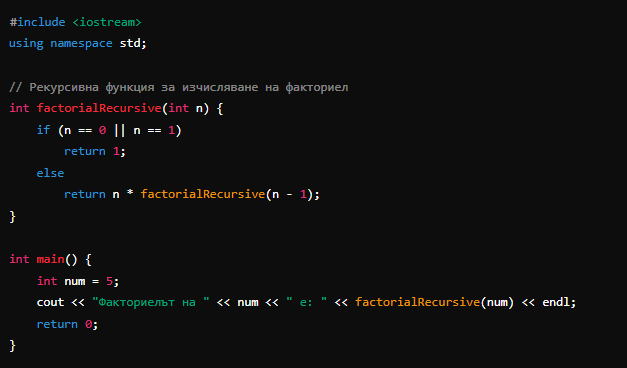 #include <iostream>
using namespace std;
// Рекурсивна функция за изчисляване на факториел
int factorialRecursive(int n) {
    if (n == 0 || n == 1)
        return 1;
    else
        return n * factorialRecursive(n - 1);
}
int main() {
    int num = 5;
    cout << "Факториелът на " << num << " е: " << factorialRecursive(num) << endl;
    return 0;
}